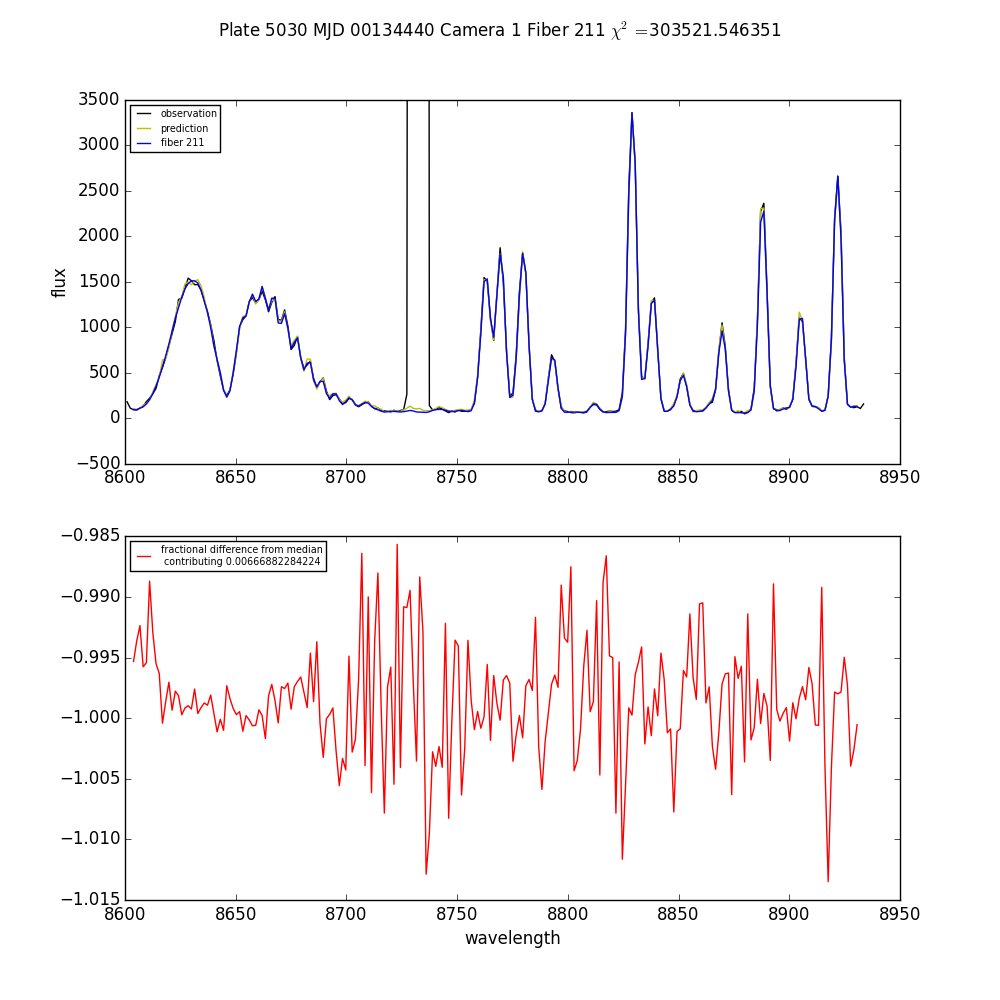 Plate 5030 MJD 00134440 Camera 1 Fiber 211 χ² =303521.546351
3500
3000
2500
2000
1500
1000
500
0
−500
flux
observation
prediction
fiber 211
8600 8650 8700 8750 8800 8850 8900 8950
−0.985
−0.990
−0.995
−1.000
−1.005
−1.010
−1.015
fractional difference from median
contributing 0.00666882284224
8600 8650 8700 8750 8800 8850 8900 8950
wavelength